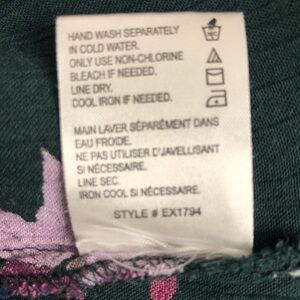 HAND WASH SEPARATELY
IN COLD WATER.
ONLY USE NON-CHLORINE
BLEACH IF NEEDED.
LINE DRY.
COOL IRON IF NEEDED.
MAIN LAVER SÉPARÉMENT DANS
EAU FROIDE.
NE PAS UTILISER D'JAVELLISANT
SI NÉCESSAIRE.
LINE SEC.
IRON COOL SI NÉCESSAIRE.
STYLE # EX1794